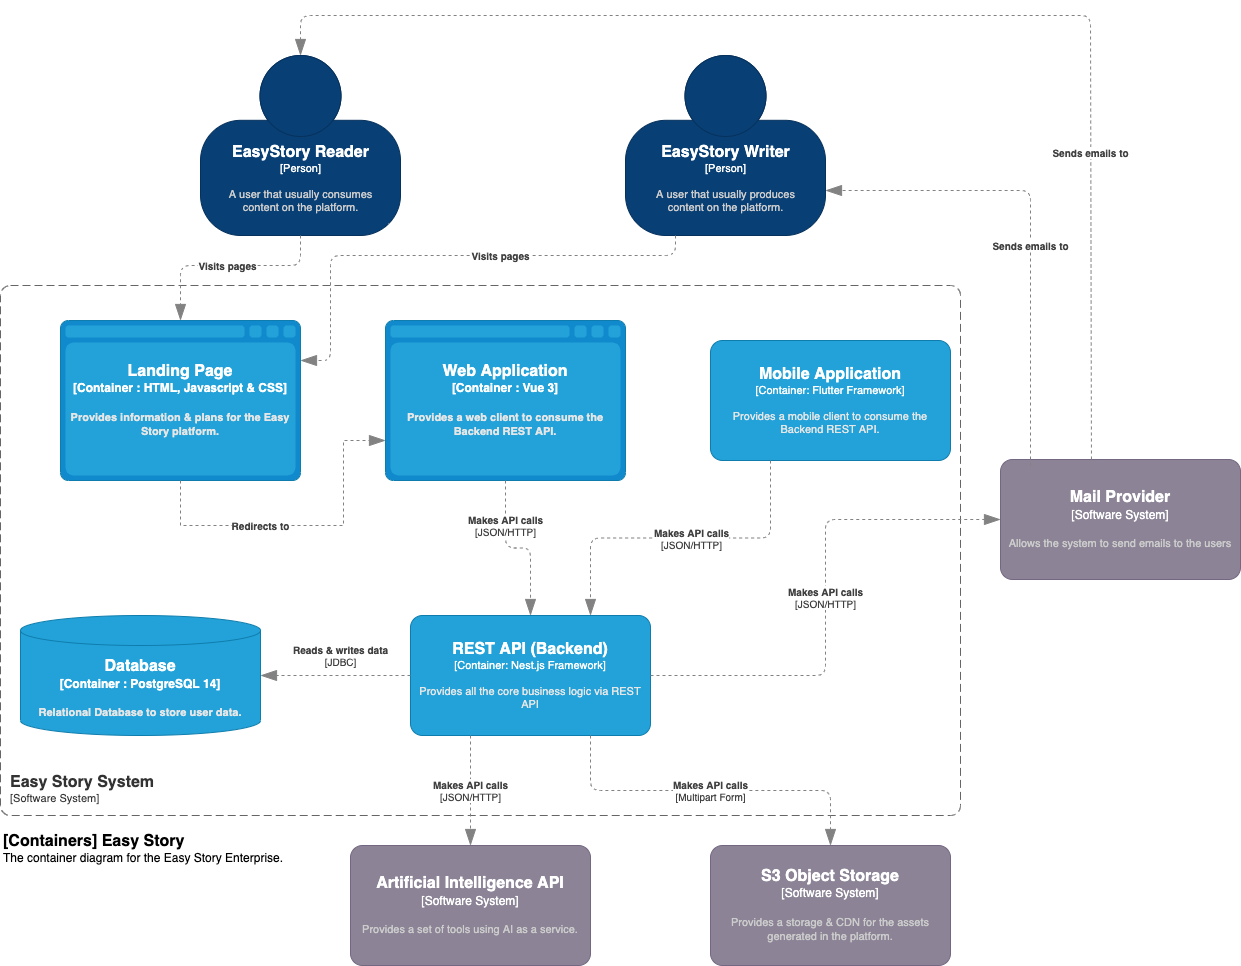 EasyStory Reader
[Person]
A user that usually consumes
content on the platform.
EasyStory Writer
[Person]
A user that usually produces
content on the platform.
Sends emails to
Sends emails to
Visits pages
Visits pages
Landing Page
[Container : HTML, Javascript & CSS]
Provides information & plans for the Easy
Story platform.
Web Application
[Container : Vue 3]
Provides a web client to consume the
Backend REST API.
Mobile Application
[Container: Flutter Framework]
Provides a mobile client to consume the
Backend REST API.
Mail Provider
[Software System]
Allows the system to send emails to the users
Redirects to
Makes API calls
[JSON/HTTP]
Makes API calls
[JSON/HTTP]
Makes API calls
[JSON/HTTP]
Database
[Container : PostgreSQL 14]
Relational Database to store user data.
Reads & writes data
[JDBC]
REST API (Backend)
[Container: Nest.js Framework]
Provides all the core business logic via REST
API
Easy Story System
[Software System]
Makes API calls
[JSON/HTTP]
Makes API calls
[Multipart Form]
[Containers] Easy Story
The container diagram for the Easy Story Enterprise.
Artificial Intelligence API
[Software System]
Provides a set of tools using AI as a service.
S3 Object Storage
[Software System]
Provides a storage & CDN for the assets
generated in the platform.